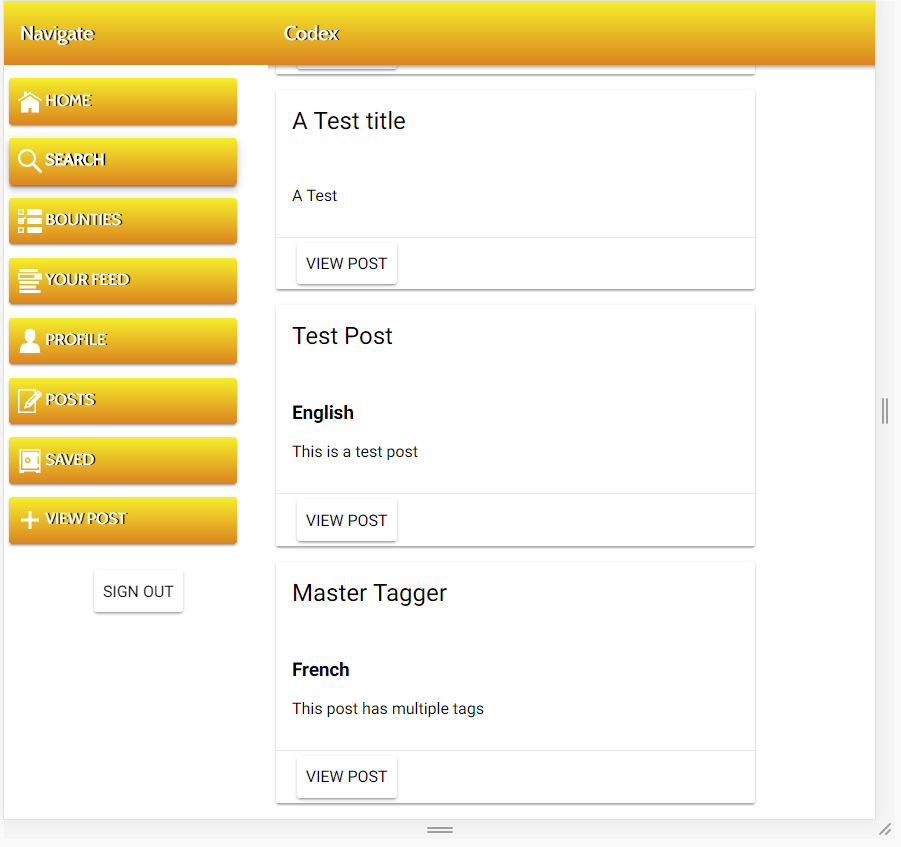 Navigate
Codex
HOME
SEARCH
BOUNTIES
YOUR FEED
PROFILE
POSTS
SAVED
VIEW POST
SIGN OUT
A Test title
A Test
VIEW POST
Test Post
English
This is a test post
VIEW POST
Master Tagger
French
This post has multiple tags
VIEW POST